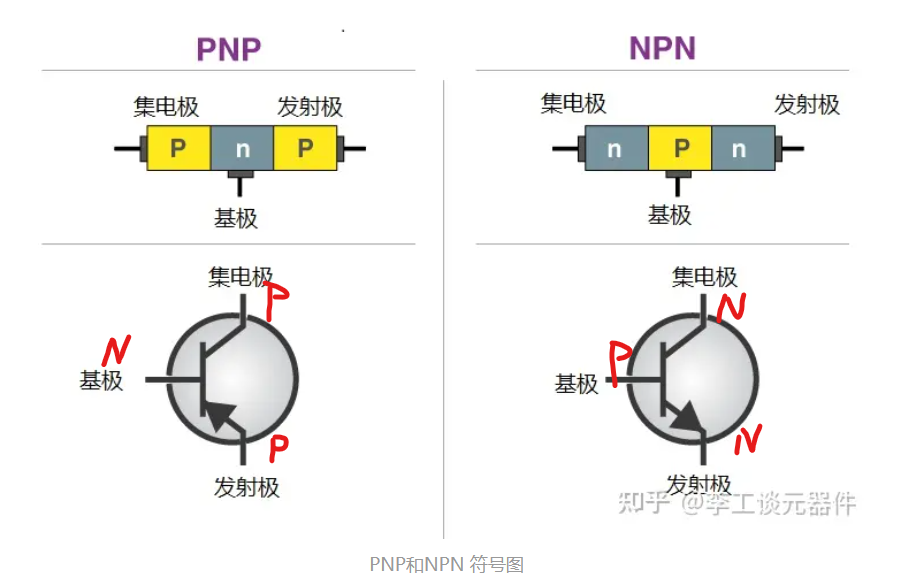 PNP
NPN
集电极 发射极
P n P
基极
集电极 发射极
n P n
基极
集电极
P
N
基极
P
发射极
集电极
N
P
基极
N
发射极
知乎 @李工谈元器件
PNP和NPN 符号图